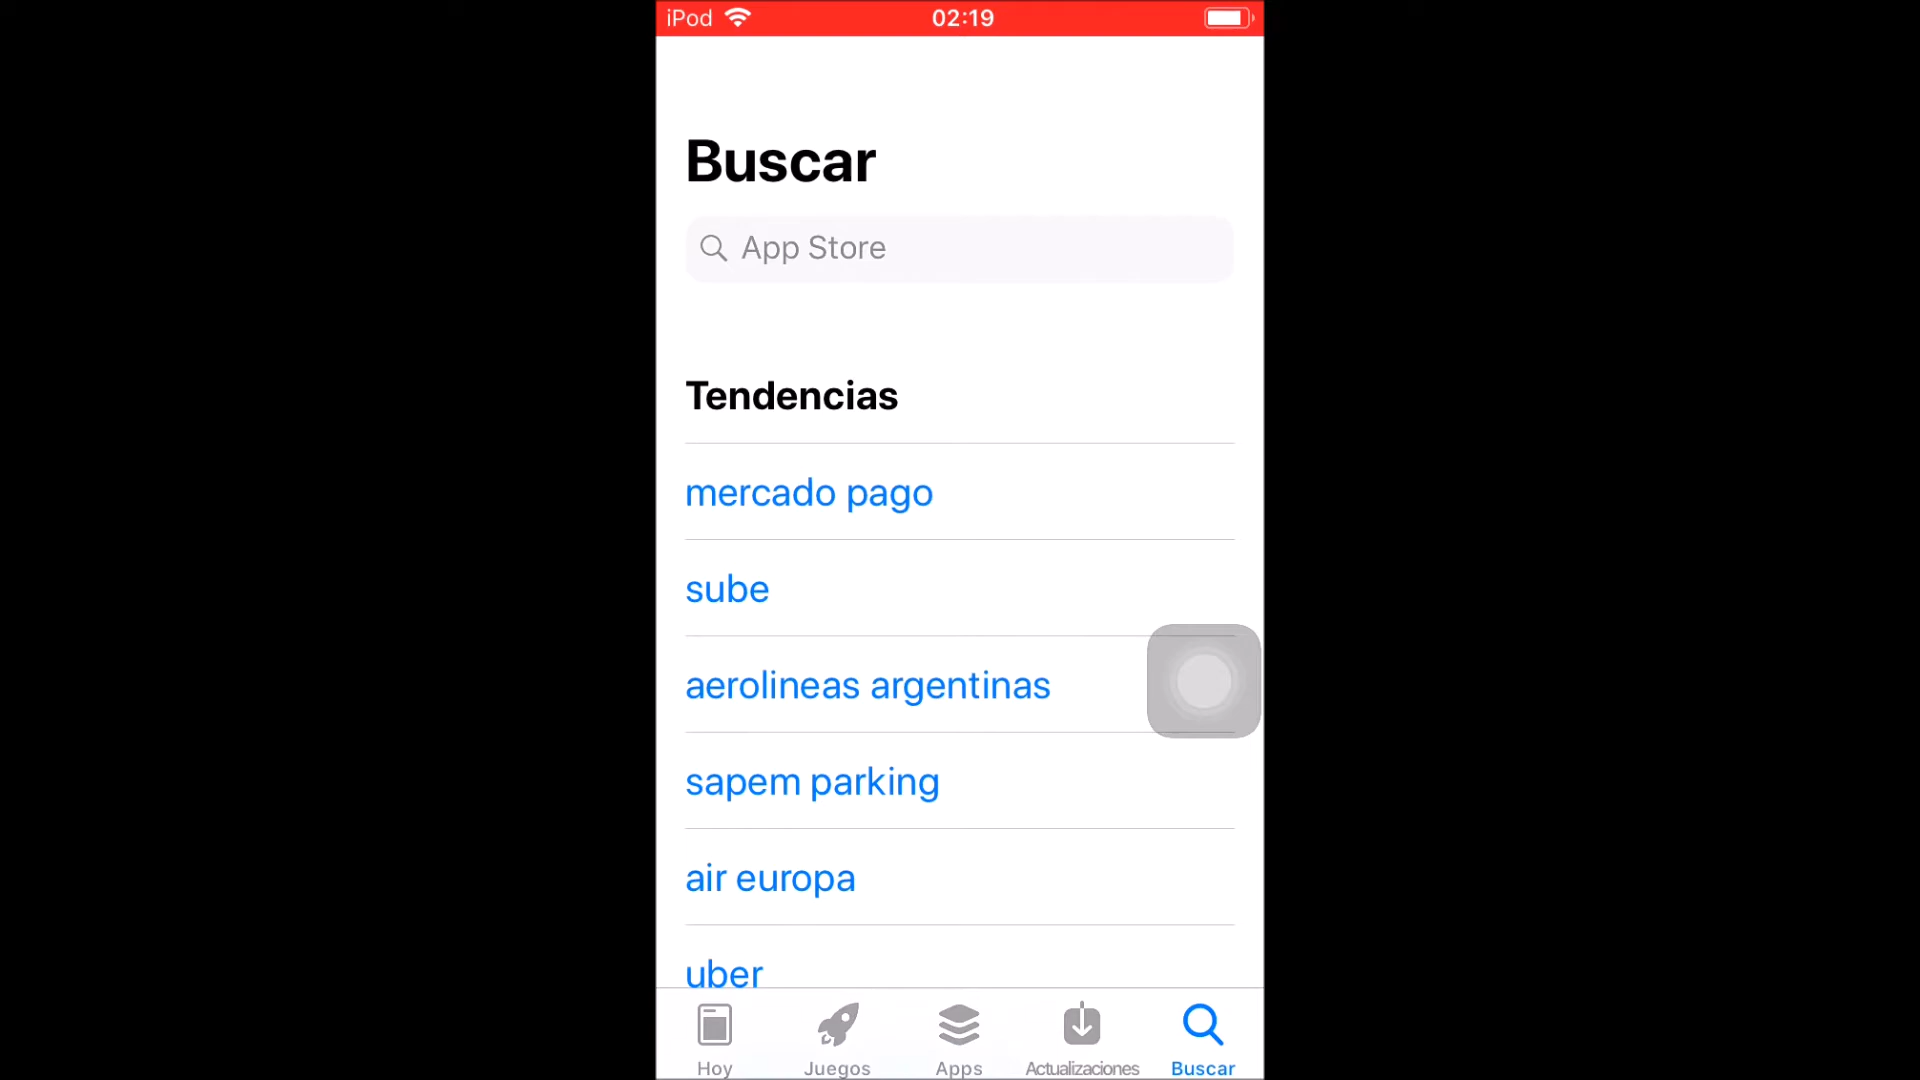 iPod 02:19
Buscar
App Store
Tendencias
mercado pago
sube
aerolineas argentinas
sapem parking
air europa
uber
Hoy Juegos Apps Actualizaciones Buscar